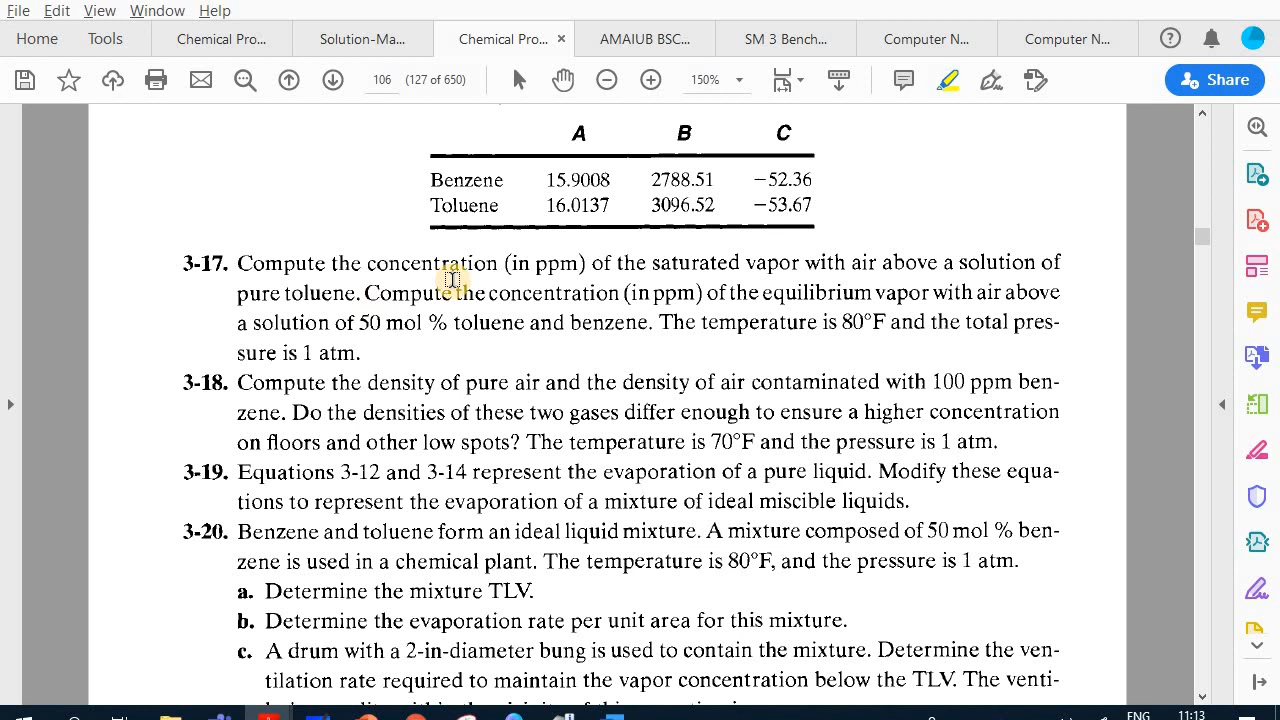 File Edit View Window Help
Home Tools Chemical Pro... Solution-Ma... Chemical Pro... × AMAIUB BSC... SM 3 Bench... Computer N... Computer N...
106 (127 of 650) 150% Share
A B C
Benzene 15.9008 2788.51 −52.36
Toluene 16.0137 3096.52 −53.67
3-17. Compute the concentration (in ppm) of the saturated vapor with air above a solution of
pure toluene. Compute the concentration (in ppm) of the equilibrium vapor with air above
a solution of 50 mol % toluene and benzene. The temperature is 80°F and the total pres-
sure is 1 atm.
3-18. Compute the density of pure air and the density of air contaminated with 100 ppm ben-
zene. Do the densities of these two gases differ enough to ensure a higher concentration
on floors and other low spots? The temperature is 70°F and the pressure is 1 atm.
3-19. Equations 3-12 and 3-14 represent the evaporation of a pure liquid. Modify these equa-
tions to represent the evaporation of a mixture of ideal miscible liquids.
3-20. Benzene and toluene form an ideal liquid mixture. A mixture composed of 50 mol % ben-
zene is used in a chemical plant. The temperature is 80°F, and the pressure is 1 atm.
a. Determine the mixture TLV.
b. Determine the evaporation rate per unit area for this mixture.
c. A drum with a 2-in-diameter bung is used to contain the mixture. Determine the ven-
tilation rate required to maintain the vapor concentration below the TLV. The venti-
ENG 11:13